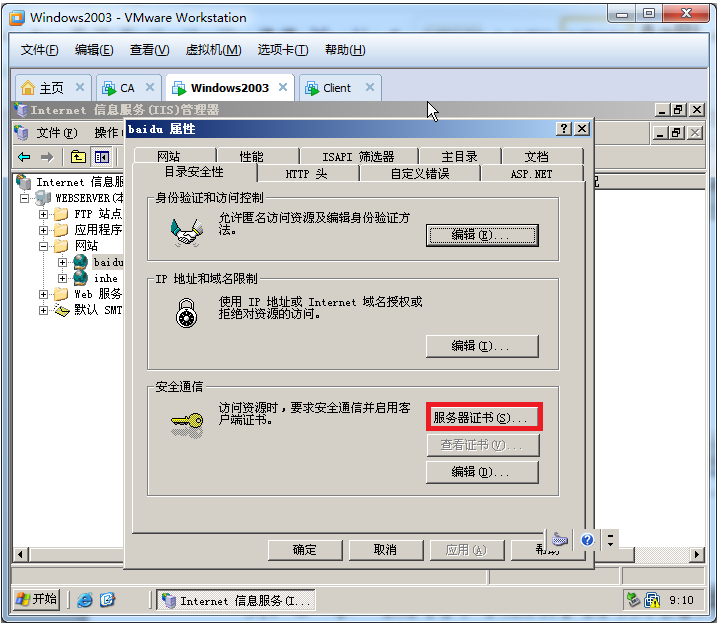 Windows2003 - VMware Workstation
文件(F) 编辑(E) 查看(V) 虚拟机(M) 选项卡(T) 帮助(H)
主页 CA Windows2003 Client
Internet 信息服务(IIS)管理器
文件(F) 操作
baidu 属性
网站 性能 ISAPI 筛选器 主目录 文档
目录安全性 HTTP 头 自定义错误 ASP.NET
Internet 信息服
WEBSERVER(本
FTP 站点
应用程序
网站
baidu
inhe
Web 服务
默认 SMT
身份验证和访问控制
允许匿名访问资源及编辑身份验证方
法。
编辑(E)...
IP 地址和域名限制
使用 IP 地址或 Internet 域名授权或
拒绝对资源的访问。
编辑(I)...
安全通信
访问资源时，要求安全通信并启用客
户端证书。
服务器证书(S)...
查看证书(V)...
编辑(D)...
确定 取消 应用(A)
开始 Internet 信息服务(I... 9:10